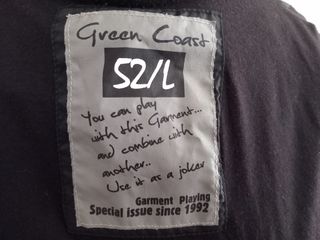 Green Coast
52/L
You can play
with this Garment...
and combine with
another..
Use it as a joker
Garment Playing
Special issue since 1992